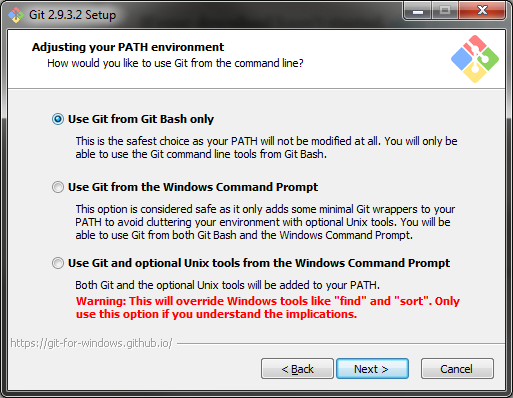 Git 2.9.3.2 Setup
Adjusting your PATH environment
How would you like to use Git from the command line?
Use Git from Git Bash only
This is the safest choice as your PATH will not be modified at all. You will only be
able to use the Git command line tools from Git Bash.
Use Git from the Windows Command Prompt
This option is considered safe as it only adds some minimal Git wrappers to your
PATH to avoid cluttering your environment with optional Unix tools. You will be
able to use Git from both Git Bash and the Windows Command Prompt.
Use Git and optional Unix tools from the Windows Command Prompt
Both Git and the optional Unix tools will be added to your PATH.
Warning: This will override Windows tools like "find" and "sort". Only
use this option if you understand the implications.
https://git-for-windows.github.io/
< Back
Next >
Cancel